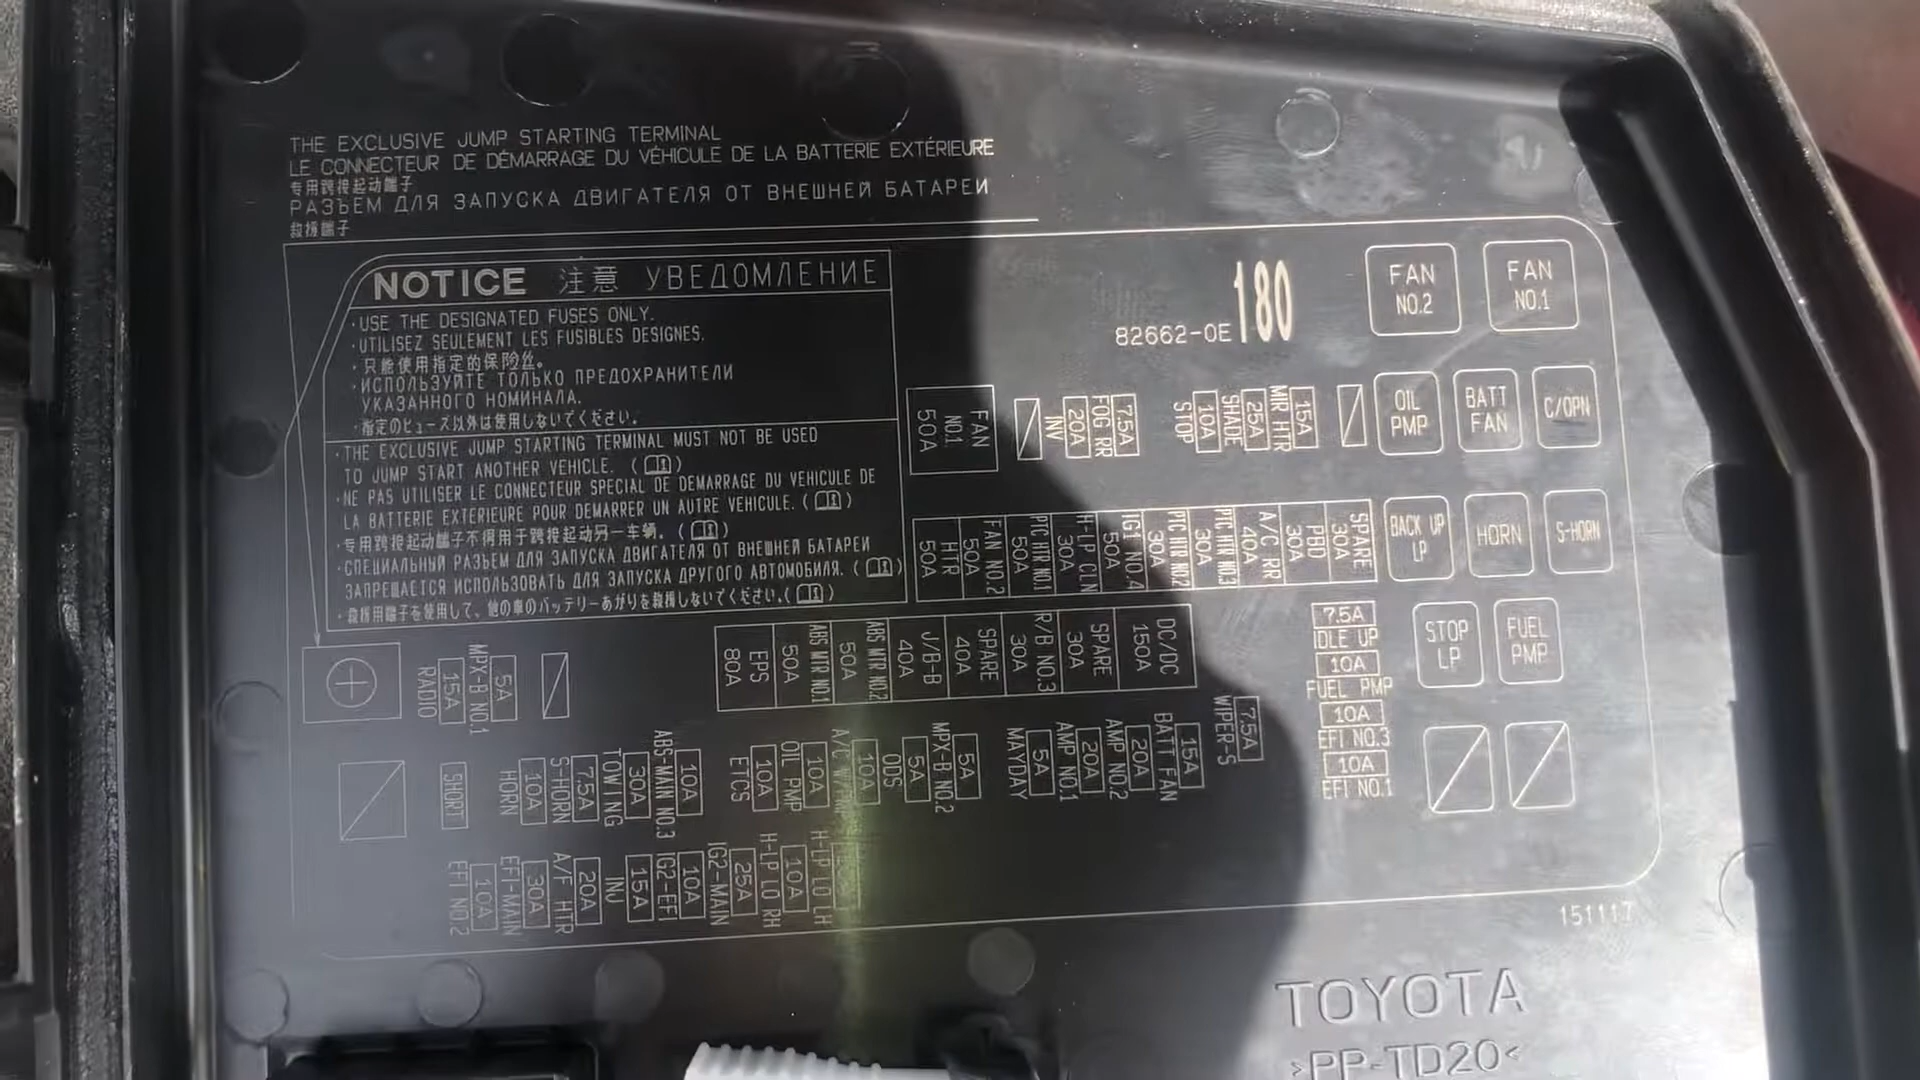 THE EXCLUSIVE JUMP STARTING TERMINAL
LE CONNECTEUR DE DÉMARRAGE DU VÉHICULE DE LA BATTERIE EXTÉRIEURE
专用跨接起动端子
РАЗЪЕМ ДЛЯ ЗАПУСКА ДВИГАТЕЛЯ ОТ ВНЕШНЕЙ БАТАРЕИ
救援端子
NOTICE 注意 УВЕДОМЛЕНИЕ
·USE THE DESIGNATED FUSES ONLY.
·UTILISEZ SEULEMENT LES FUSIBLES DESIGNES.
·只能使用指定的保险丝。
·ИСПОЛЬЗУЙТЕ ТОЛЬКО ПРЕДОХРАНИТЕЛИ
УКАЗАННОГО НОМИНАЛА.
·指定のヒューズ以外は使用しないでください。
·THE EXCLUSIVE JUMP STARTING TERMINAL MUST NOT BE USED
TO JUMP START ANOTHER VEHICLE. ( )
·NE PAS UTILISER LE CONNECTEUR SPECIAL DE DEMARRAGE DU VEHICULE DE
LA BATTERIE EXTERIEURE POUR DEMARRER UN AUTRE VEHICULE. ( )
·专用跨接起动端子不得用于跨接起动另一车辆。( )
·СПЕЦИАЛЬНЫЙ РАЗЪЕМ ДЛЯ ЗАПУСКА ДВИГАТЕЛЯ ОТ ВНЕШНЕЙ БАТАРЕИ
ЗАПРЕЩАЕТСЯ ИСПОЛЬЗОВАТЬ ДЛЯ ЗАПУСКА ДРУГОГО АВТОМОБИЛЯ. ( )
·救援用端子を使用して、他の車のバッテリーあがりを救援しないでください。( )
82662-0E180
FAN NO.2
FAN NO.1
FAN NO.1 50A
INV 20A
FOG RR 7.5A
STOP 10A
SHADE 25A
MIR HTR 15A
OIL PMP
BATT FAN
C/OPN
HTR 50A
FAN NO.2 50A
PTC HTR NO.1 50A
H-LP CLN 30A
IG1 NO.4 50A
PTC HTR NO.2 30A
PTC HTR NO.3 30A
A/C RR 40A
PBD 30A
SPARE 30A
BACK UP LP
HORN
S-HORN
EPS 80A
ABS MTR NO.1 50A
ABS MTR NO.2 50A
J/B-B 40A
SPARE 40A
R/B NO.3 30A
SPARE 30A
DC/DC 150A
7.5A
IDLE UP
10A
FUEL PMP
10A
EFI NO.3
10A
EFI NO.1
STOP LP
FUEL PMP
RADIO 15A
MPX-B NO.1 5A
WIPER-S 7.5A
SHORT
HORN 10A
S-HORN 7.5A
TOWING 30A
ABS-MAIN NO.3 10A
ETCS 10A
OIL PMP 10A
10A
ODS 5A
MPX-B NO.2 5A
MAYDAY 5A
AMP NO.1 20A
AMP NO.2 20A
BATT FAN 15A
EFI NO.2 10A
EFI-MAIN 30A
A/F HTR 20A
INJ 15A
IG2-EFI 10A
IG2-MAIN 25A
H-LP LO RH 10A
H-LP LO LH
151117
TOYOTA
>PP-TD20<